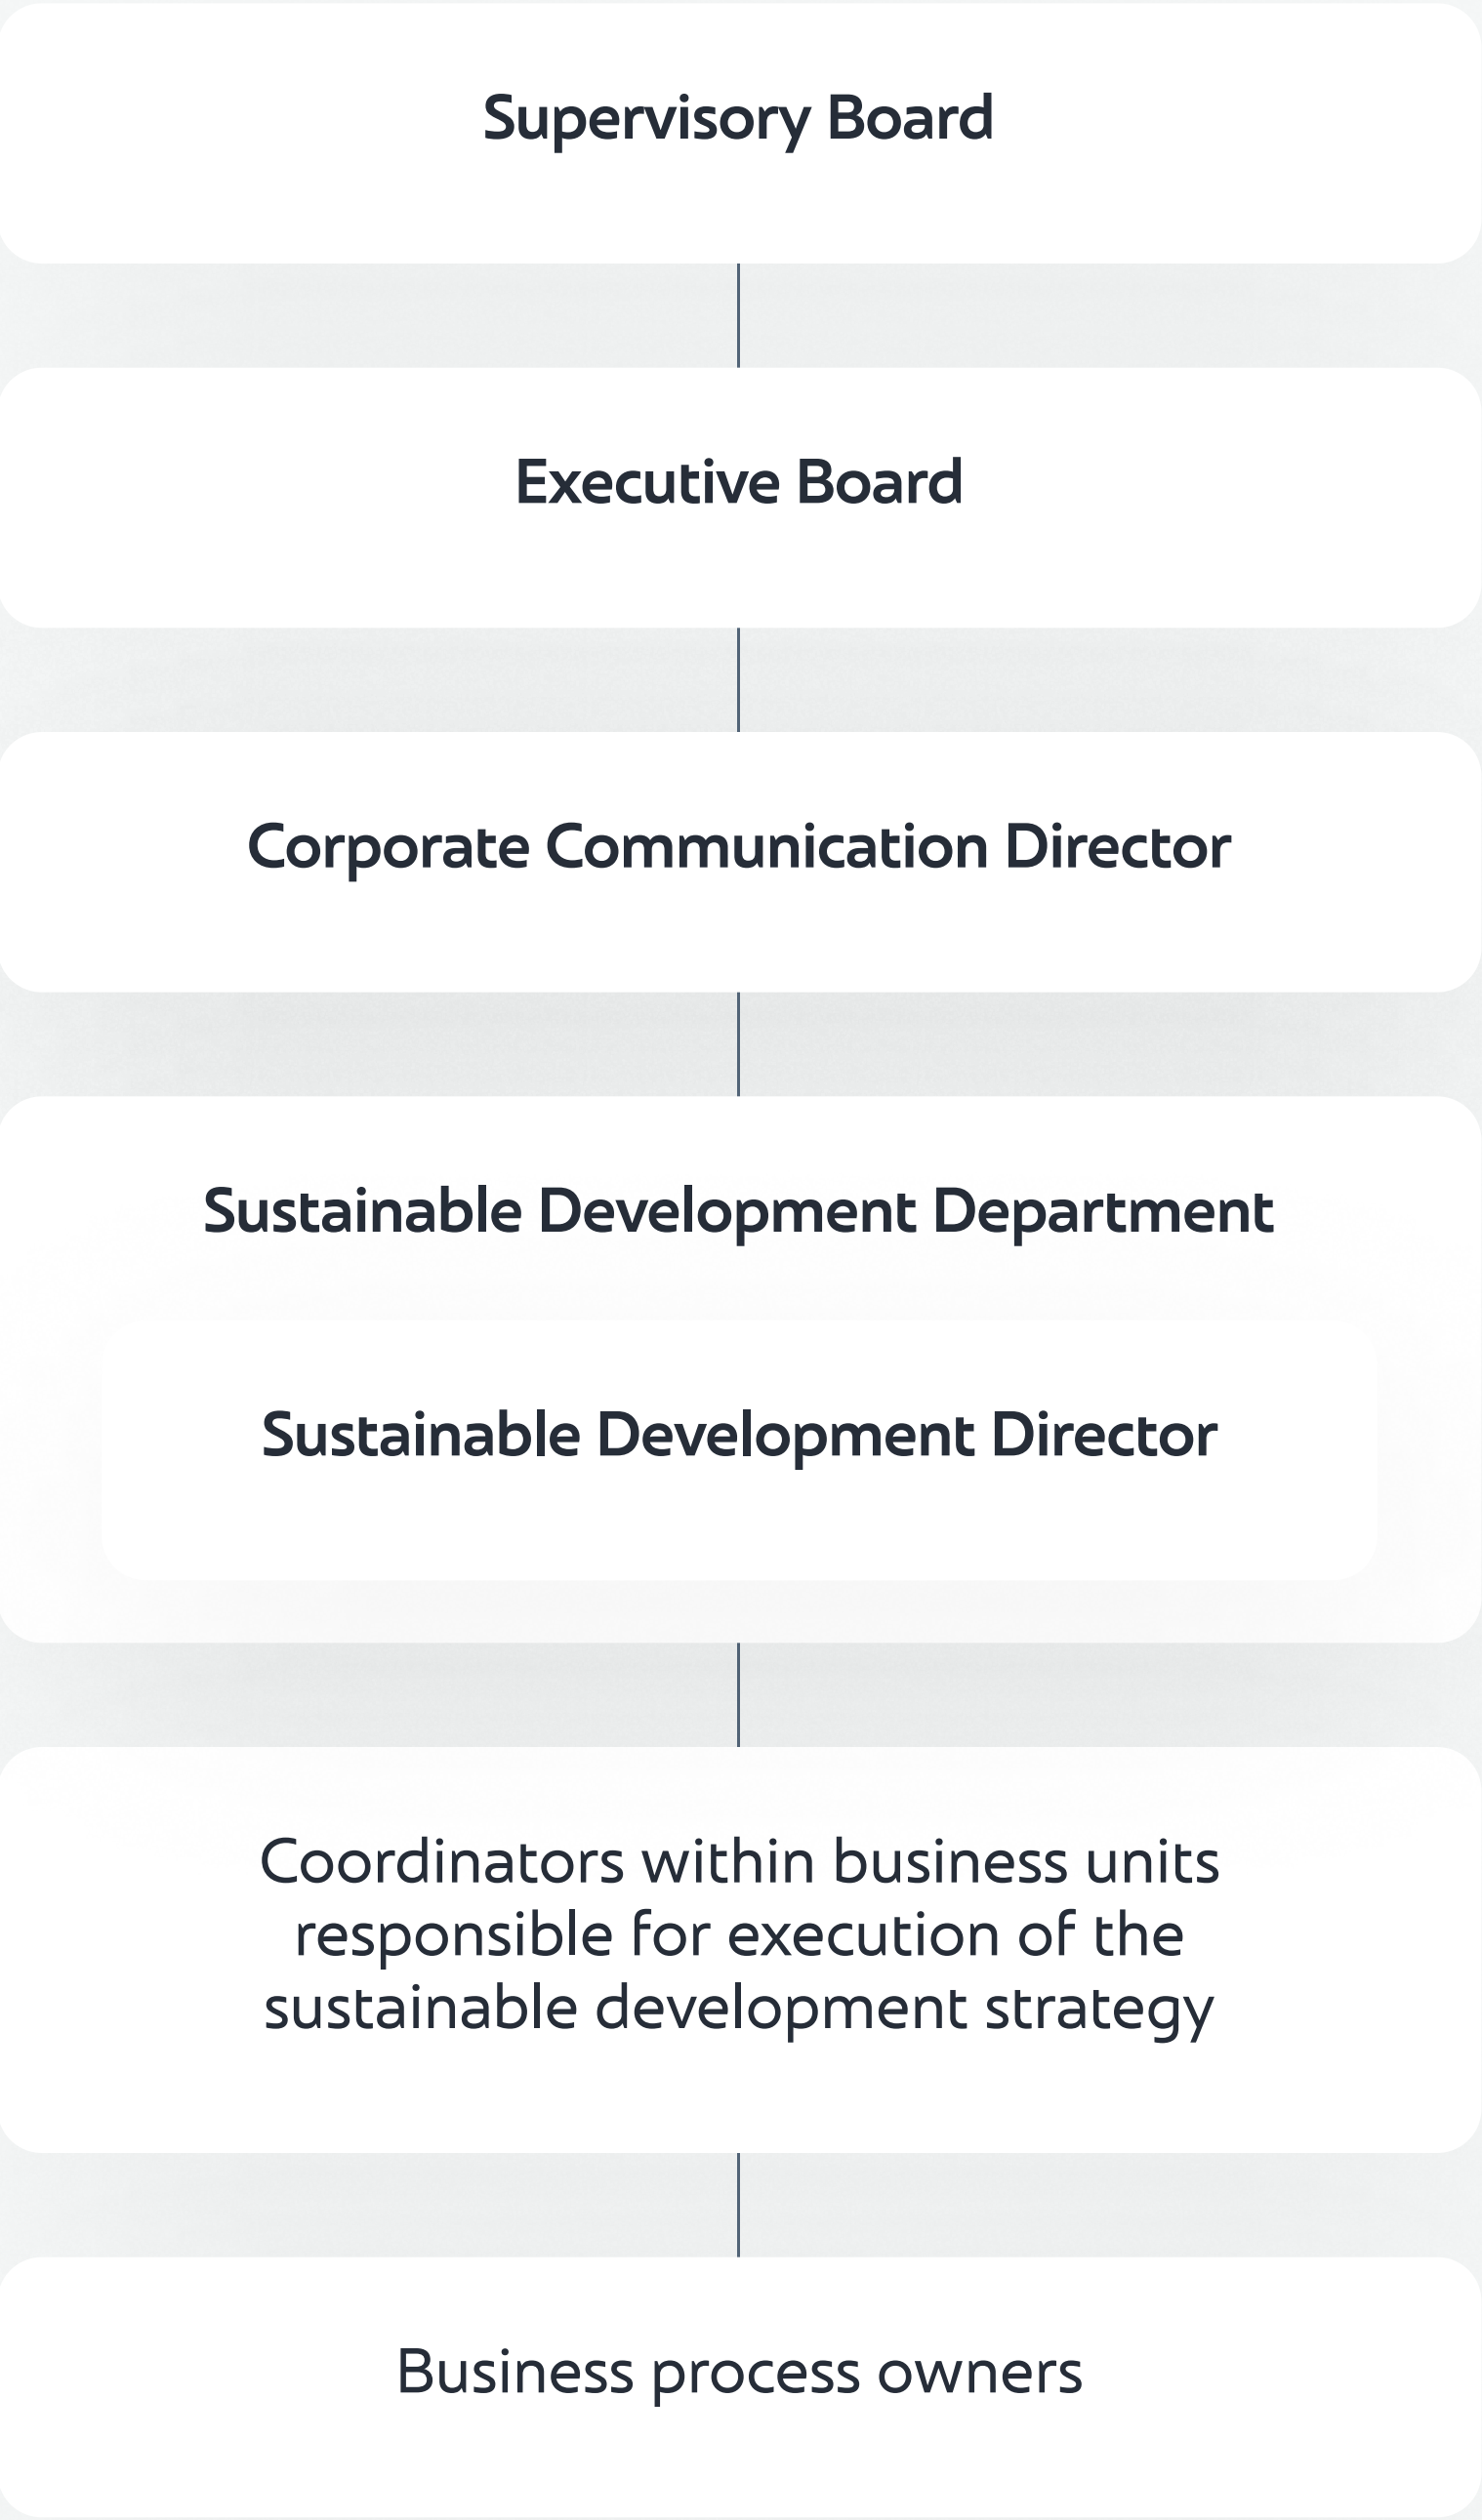 Supervisory Board
Executive Board
Corporate Communication Director
Sustainable Development Department
Sustainable Development Director
Coordinators within business units
responsible for execution of the
sustainable development strategy
Business process owners